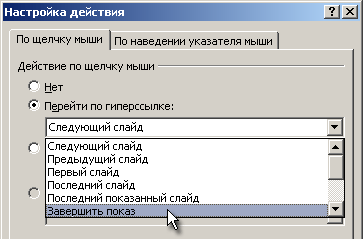 Настройка действия
По щелчку мыши
По наведении указателя мыши
Действие по щелчку мыши
Нет
Перейти по гиперссылке:
Следующий слайд
Следующий слайд
Предыдущий слайд
Первый слайд
Последний слайд
Последний показанный слайд
Завершить показ